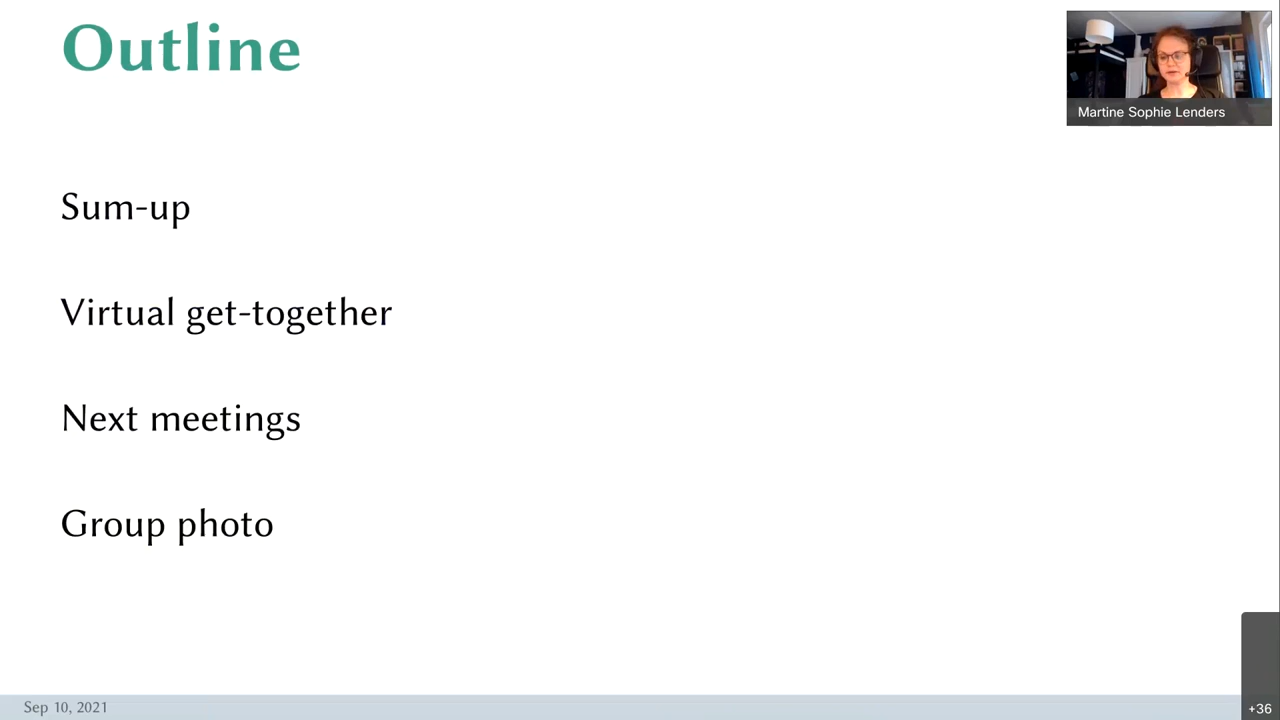 Outline
Martine Sophie Lenders
Sum-up
Virtual get-together
Next meetings
Group photo
Sep 10, 2021
+36